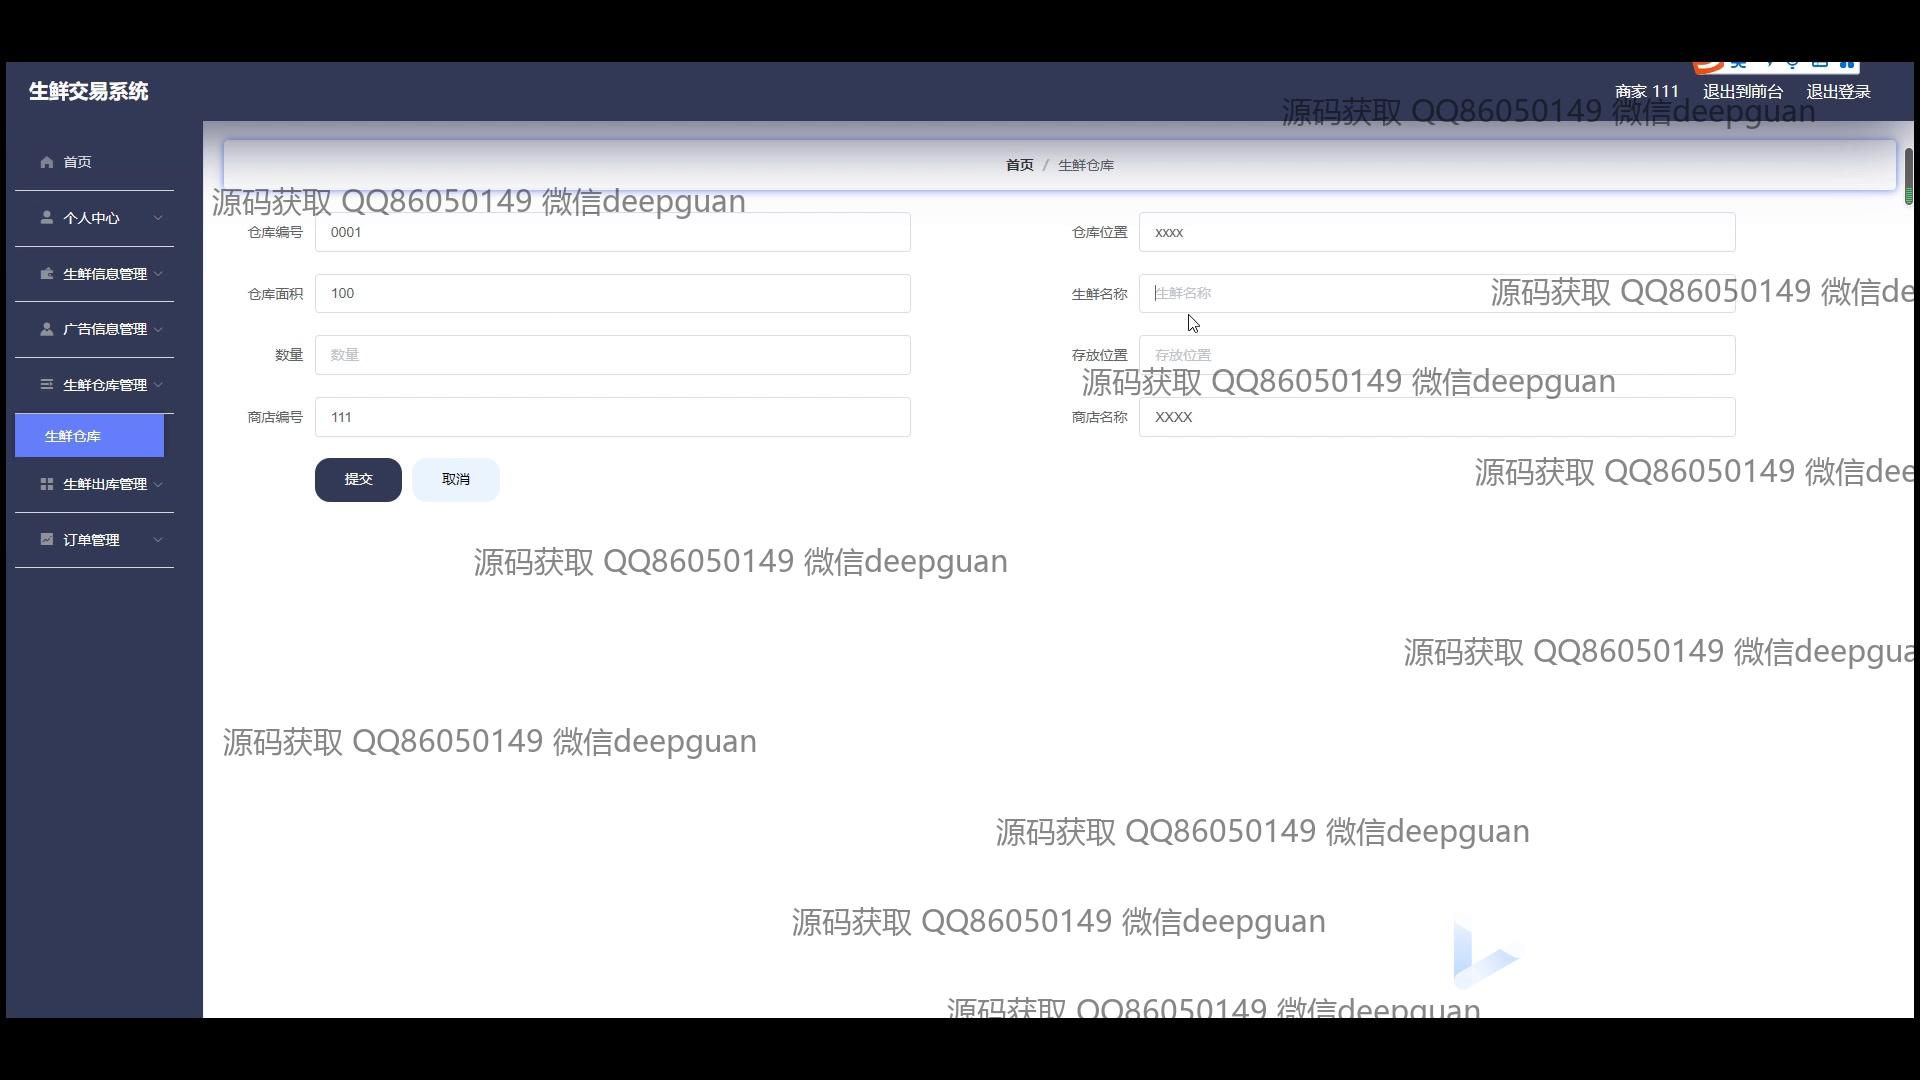 生鲜交易系统
商家 111 退出到前台 退出登录
源码获取 QQ86050149 微信deepguan
首页
首页 / 生鲜仓库
源码获取 QQ86050149 微信deepguan
个人中心
仓库编号 0001 仓库位置 xxxx
生鲜信息管理
仓库面积 100 生鲜名称 生鲜名称
源码获取 QQ86050149 微信de
广告信息管理
数量 数量 存放位置 存放位置
生鲜仓库管理
源码获取 QQ86050149 微信deepguan
商店编号 111 商店名称 XXXX
生鲜仓库
源码获取 QQ86050149 微信dee
提交 取消
生鲜出库管理
订单管理
源码获取 QQ86050149 微信deepguan
源码获取 QQ86050149 微信deepgua
源码获取 QQ86050149 微信deepguan
源码获取 QQ86050149 微信deepguan
源码获取 QQ86050149 微信deepguan
源码获取 QQ86050149 微信deepguan